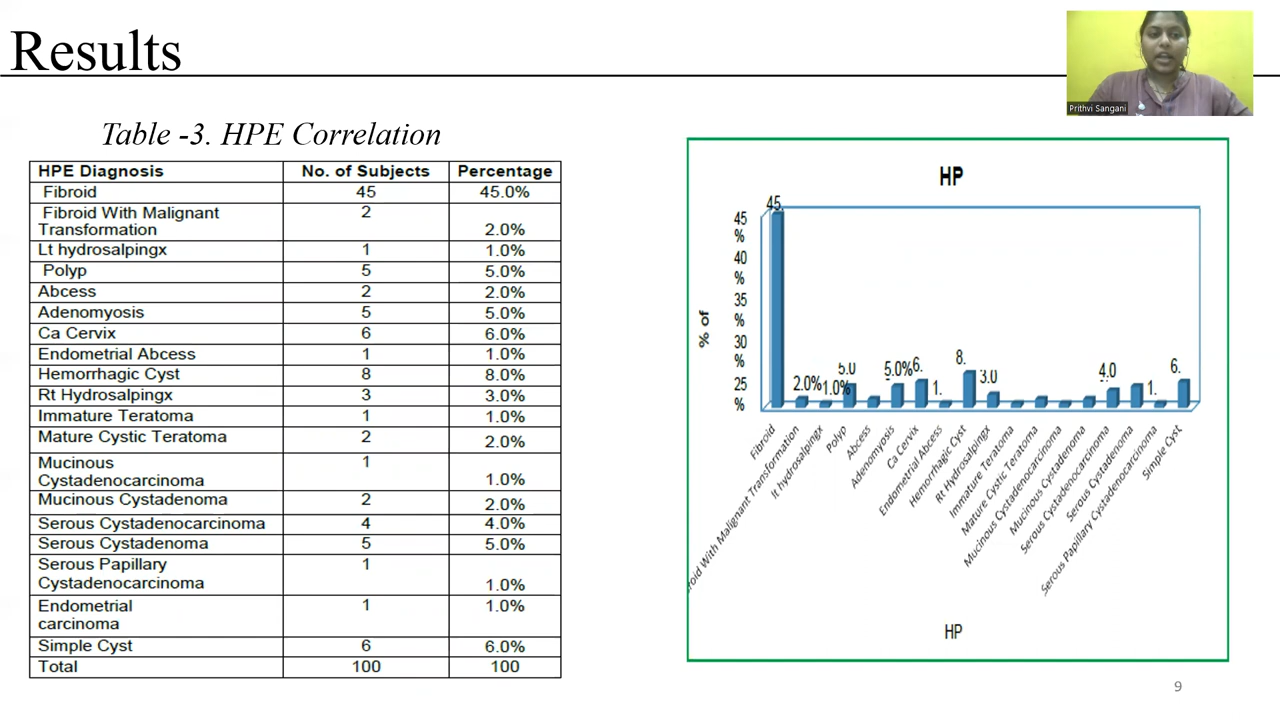 Results
Prithvi Sangani
Table -3. HPE Correlation
HPE Diagnosis No. of Subjects Percentage
Fibroid 45 45.0%
Fibroid With Malignant
Transformation 2 2.0%
Lt hydrosalpingx 1 1.0%
Polyp 5 5.0%
Abcess 2 2.0%
Adenomyosis 5 5.0%
Ca Cervix 6 6.0%
Endometrial Abcess 1 1.0%
Hemorrhagic Cyst 8 8.0%
Rt Hydrosalpingx 3 3.0%
Immature Teratoma 1 1.0%
Mature Cystic Teratoma 2 2.0%
Mucinous
Cystadenocarcinoma 1 1.0%
Mucinous Cystadenoma 2 2.0%
Serous Cystadenocarcinoma 4 4.0%
Serous Cystadenoma 5 5.0%
Serous Papillary
Cystadenocarcinoma 1 1.0%
Endometrial
carcinoma 1 1.0%
Simple Cyst 6 6.0%
Total 100 100
HP
% of
45
%
40
%
35
%
30
%
25
%
45.
2.0%
1.0%
5.0
5.0%
6.
1.
8.
3.0
4.0
1.
6.
Fibroid
roid With Malignant Transformation
lt hydrosalpingx
Polyp
Abcess
Adenomyosis
Ca Cervix
Endometrial Abcess
Hemorrhagic Cyst
Rt Hydrosalpingx
Immature Teratoma
Mature Cystic Teratoma
Mucinous Cystadenocarcinoma
Mucinous Cystadenoma
Serous Cystadenocarcinoma
Serous Cystadenoma
Serous Papillary Cystadenocarcinoma
Simple Cyst
HP
9